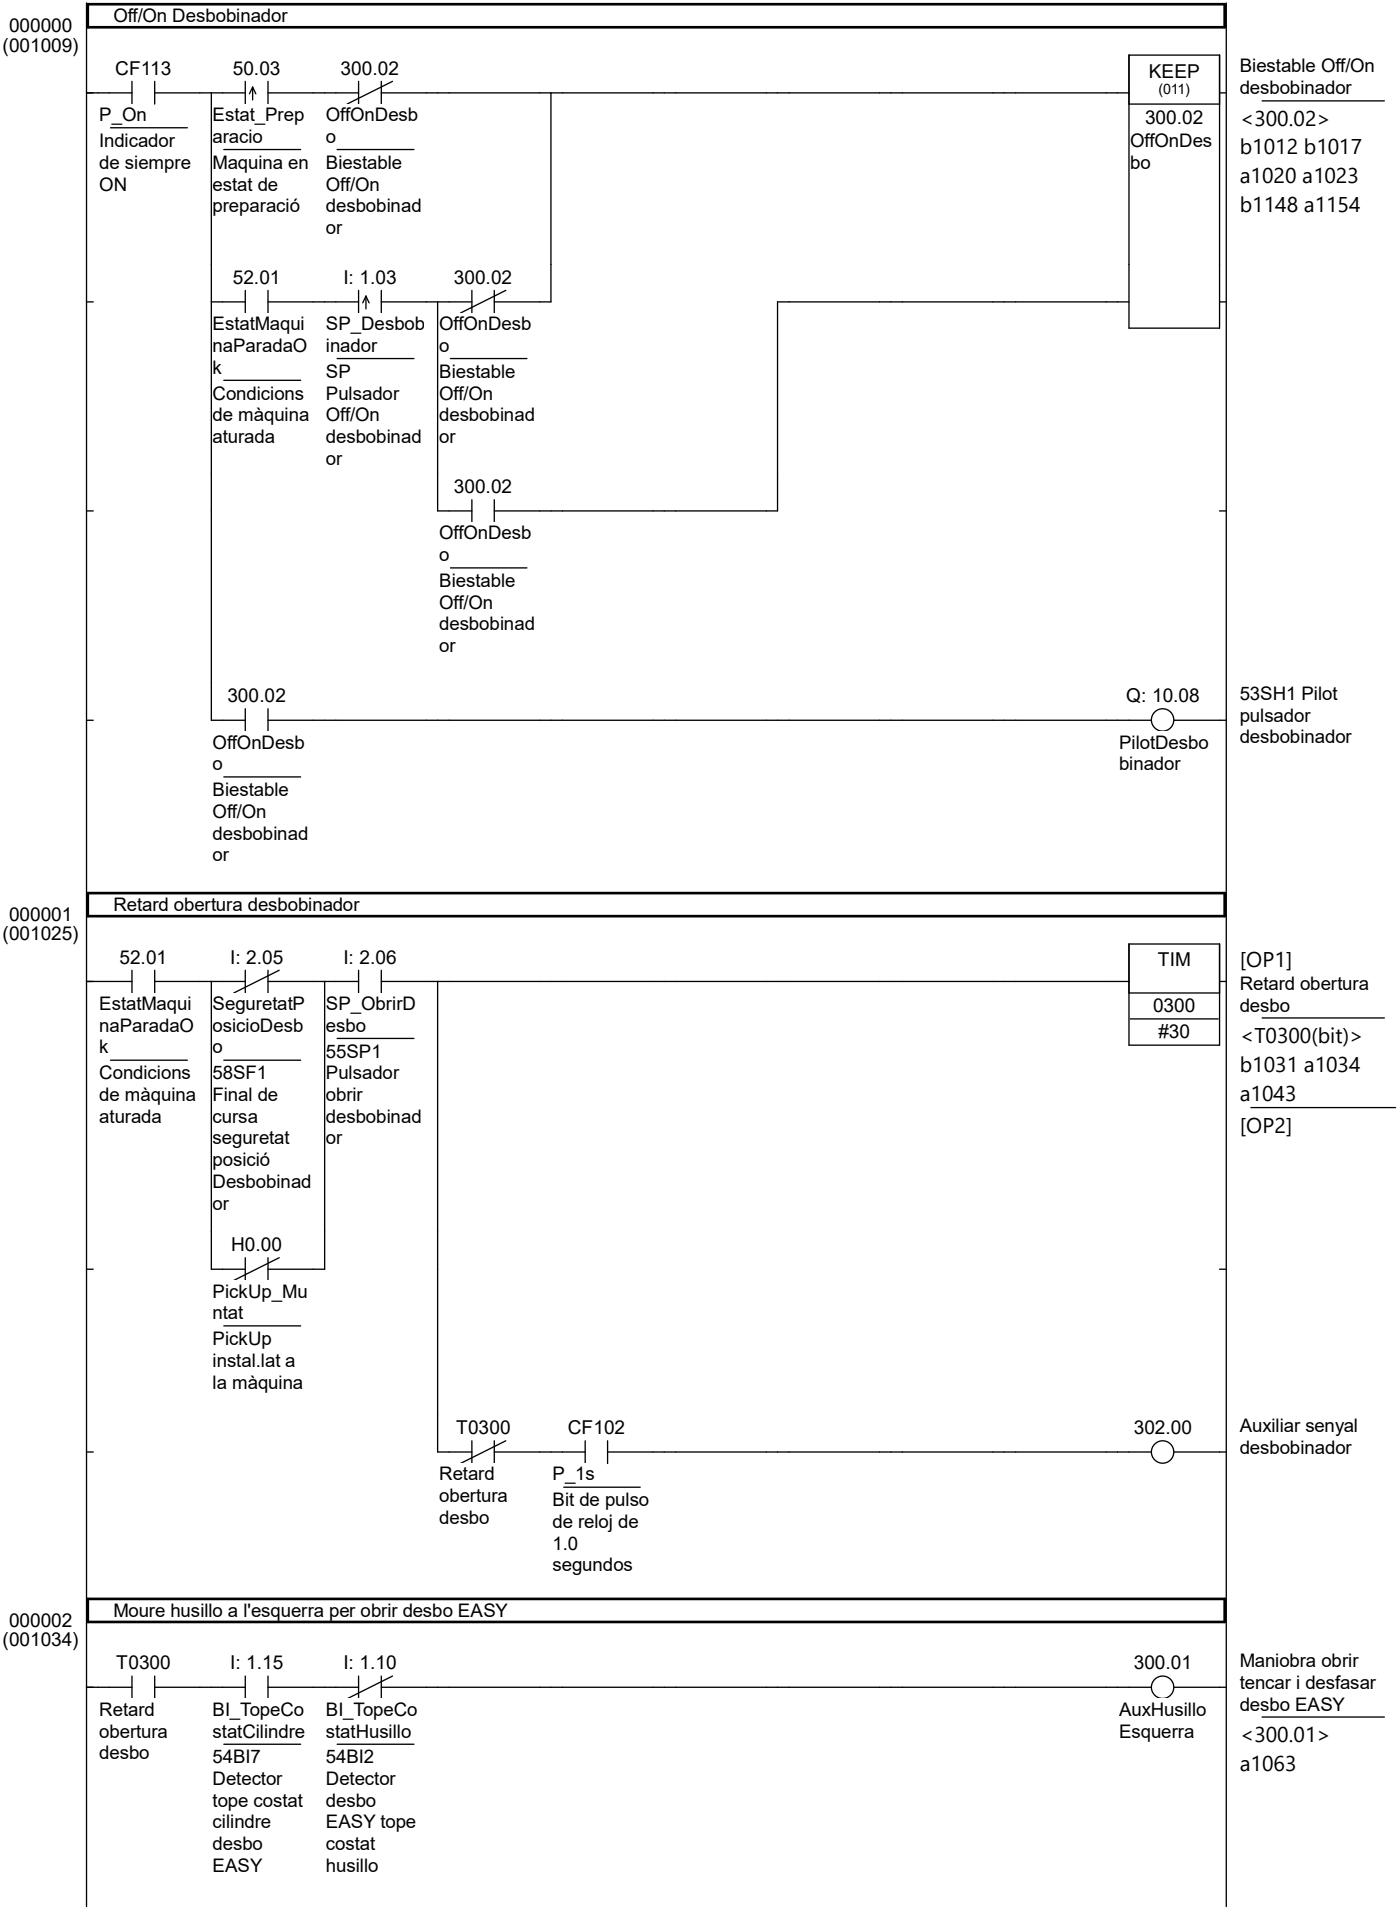 Off/On Desbobinador
000000
(001009)
CF113
50.03
300.02
P_On
Indicador
de siempre
ON
Estat_Prep
aracio
Maquina en
estat de
preparació
OffOnDesb
o
Biestable
Off/On
desbobinad
or
KEEP
(011)
300.02
OffOnDes
bo
Biestable Off/On
desbobinador
<300.02>
b1012 b1017
a1020 a1023
b1148 a1154
52.01
I: 1.03
300.02
EstatMaqui
naParadaO
k
Condicions
de màquina
aturada
SP_Desbob
inador
SP
Pulsador
Off/On
desbobinad
or
OffOnDesb
o
Biestable
Off/On
desbobinad
or
300.02
OffOnDesb
o
Biestable
Off/On
desbobinad
or
300.02
OffOnDesb
o
Biestable
Off/On
desbobinad
or
Q: 10.08
PilotDesbo
binador
53SH1 Pilot
pulsador
desbobinador
Retard obertura desbobinador
000001
(001025)
52.01
I: 2.05
I: 2.06
EstatMaqui
naParadaO
k
Condicions
de màquina
aturada
SeguretatP
osicioDesb
o
58SF1
Final de
cursa
seguretat
posició
Desbobinad
or
SP_ObrirD
esbo
55SP1
Pulsador
obrir
desbobinad
or
TIM
0300
#30
[OP1]
Retard obertura
desbo
<T0300(bit)>
b1031 a1034
a1043
[OP2]
H0.00
PickUp_Mu
ntat
PickUp
instal.lat a
la màquina
T0300
CF102
Retard
obertura
desbo
P_1s
Bit de pulso
de reloj de
1.0
segundos
302.00
Auxiliar senyal
desbobinador
Moure husillo a l'esquerra per obrir desbo EASY
000002
(001034)
T0300
I: 1.15
I: 1.10
Retard
obertura
desbo
BI_TopeCo
statCilindre
54BI7
Detector
tope costat
cilindre
desbo
EASY
BI_TopeCo
statHusillo
54BI2
Detector
desbo
EASY tope
costat
husillo
300.01
AuxHusillo
Esquerra
Maniobra obrir
tencar i desfasar
desbo EASY
<300.01>
a1063